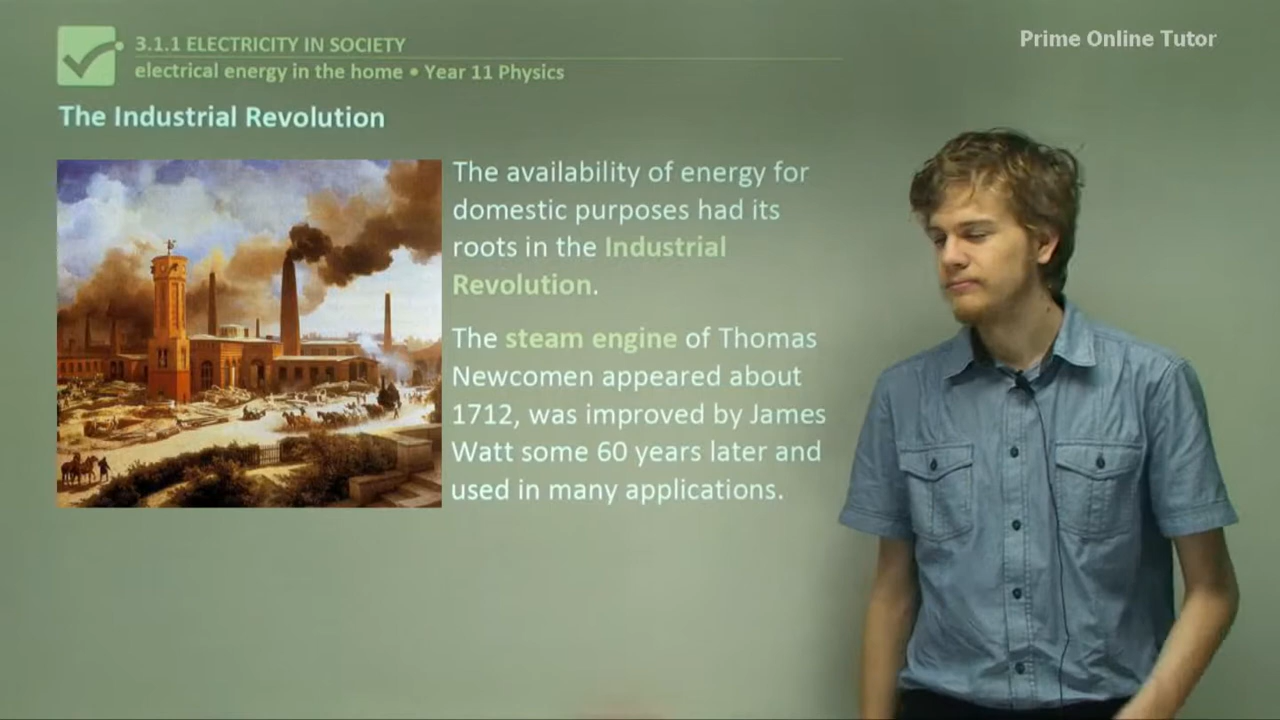 3.1.1 ELECTRICITY IN SOCIETY
electrical energy in the home • Year 11 Physics
Prime Online Tutor
The Industrial Revolution
The availability of energy for
domestic purposes had its
roots in the Industrial
Revolution.
The steam engine of Thomas
Newcomen appeared about
1712, was improved by James
Watt some 60 years later and
used in many applications.